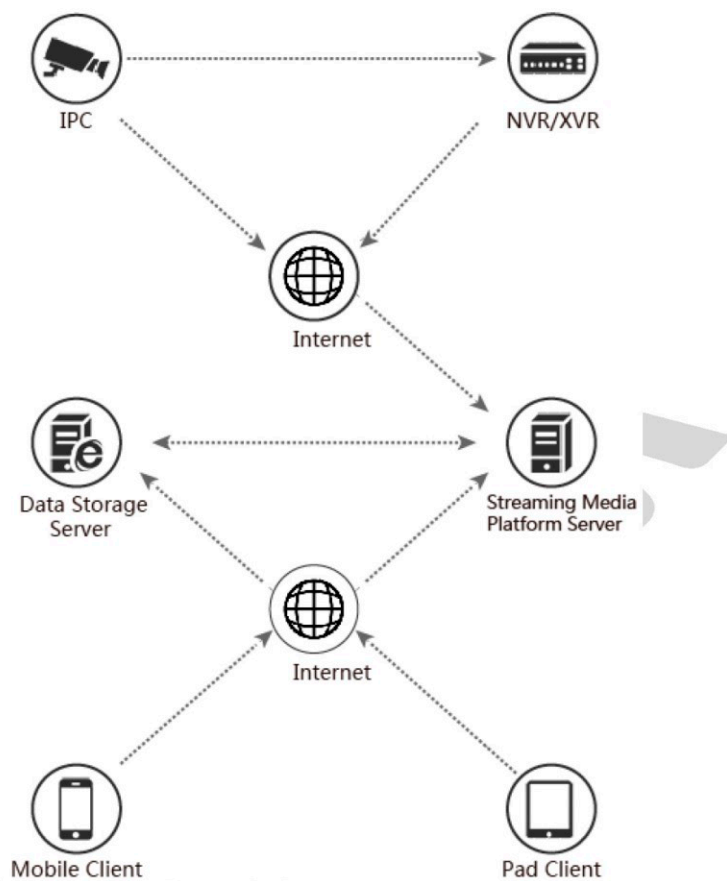 IPC
NVR/XVR
Internet
Data Storage
Server
Streaming Media
Platform Server
Internet
Mobile Client
Pad Client